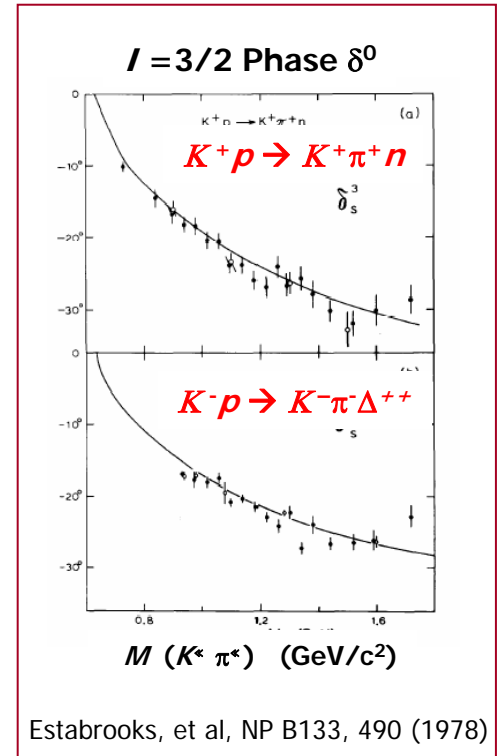 I = 3/2 Phase δ⁰
0
(a)
K⁺p → K⁺π⁺n
K⁺p → K⁺π⁺n
-10°
δ³ₛ
-20°
-30°
0
K⁻p → K⁻π⁻Δ⁺⁺
s
-10°
-20°
-30°
0,8
1,2
1,6
M (K π) (GeV/c²)
Estabrooks, et al, NP B133, 490 (1978)